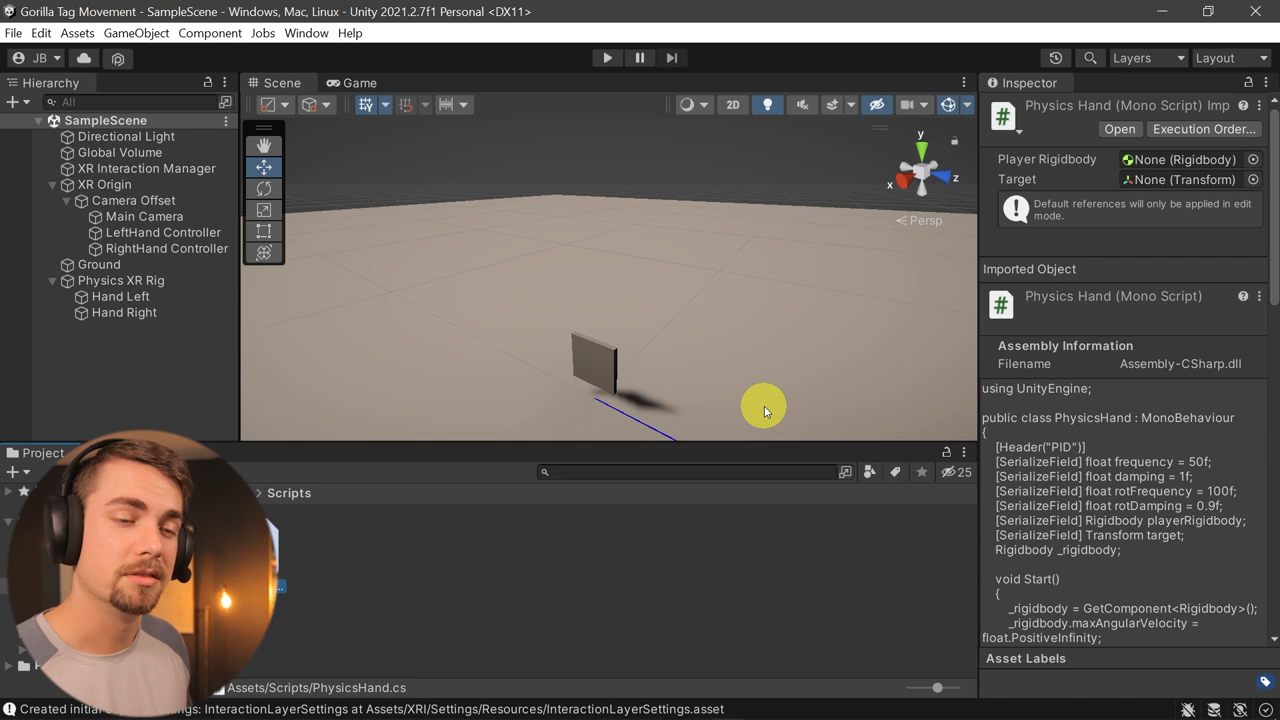 Gorilla Tag Movement - SampleScene - Windows, Mac, Linux - Unity 2021.2.7f1 Personal <DX11>
File Edit Assets GameObject Component Jobs Window Help
JB
Layers
Layout
Hierarchy
All
SampleScene
Directional Light
Global Volume
XR Interaction Manager
XR Origin
Camera Offset
Main Camera
LeftHand Controller
RightHand Controller
Ground
Physics XR Rig
Hand Left
Hand Right
Scene
Game
2D
y
x
z
Persp
Inspector
Physics Hand (Mono Script) Imp
Open
Execution Order...
Player Rigidbody
None (Rigidbody)
Target
None (Transform)
Default references will only be applied in edit
mode.
Imported Object
Physics Hand (Mono Script)
Assembly Information
Filename
Assembly-CSharp.dll
using UnityEngine;
public class PhysicsHand : MonoBehaviour
{
[Header("PID")]
[SerializeField] float frequency = 50f;
[SerializeField] float damping = 1f;
[SerializeField] float rotFrequency = 100f;
[SerializeField] float rotDamping = 0.9f;
[SerializeField] Rigidbody playerRigidbody;
[SerializeField] Transform target;
Rigidbody _rigidbody;
void Start()
{
_rigidbody = GetComponent<Rigidbody>();
_rigidbody.maxAngularVelocity =
float.PositiveInfinity;
Asset Labels
Project
25
Scripts
Assets/Scripts/PhysicsHand.cs
Created initial
ngs: InteractionLayerSettings at Assets/XRI/Settings/Resources/InteractionLayerSettings.asset